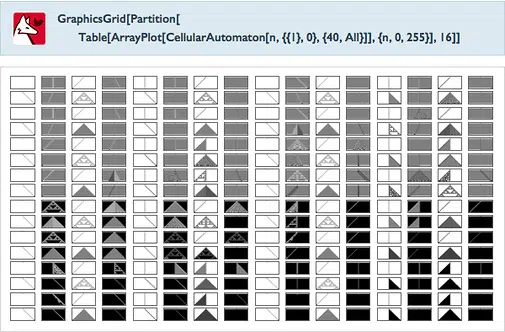 GraphicsGrid[Partition[
Table[ArrayPlot[CellularAutomaton[n, {{1}, 0}, {40, All}]], {n, 0, 255}], 16]]